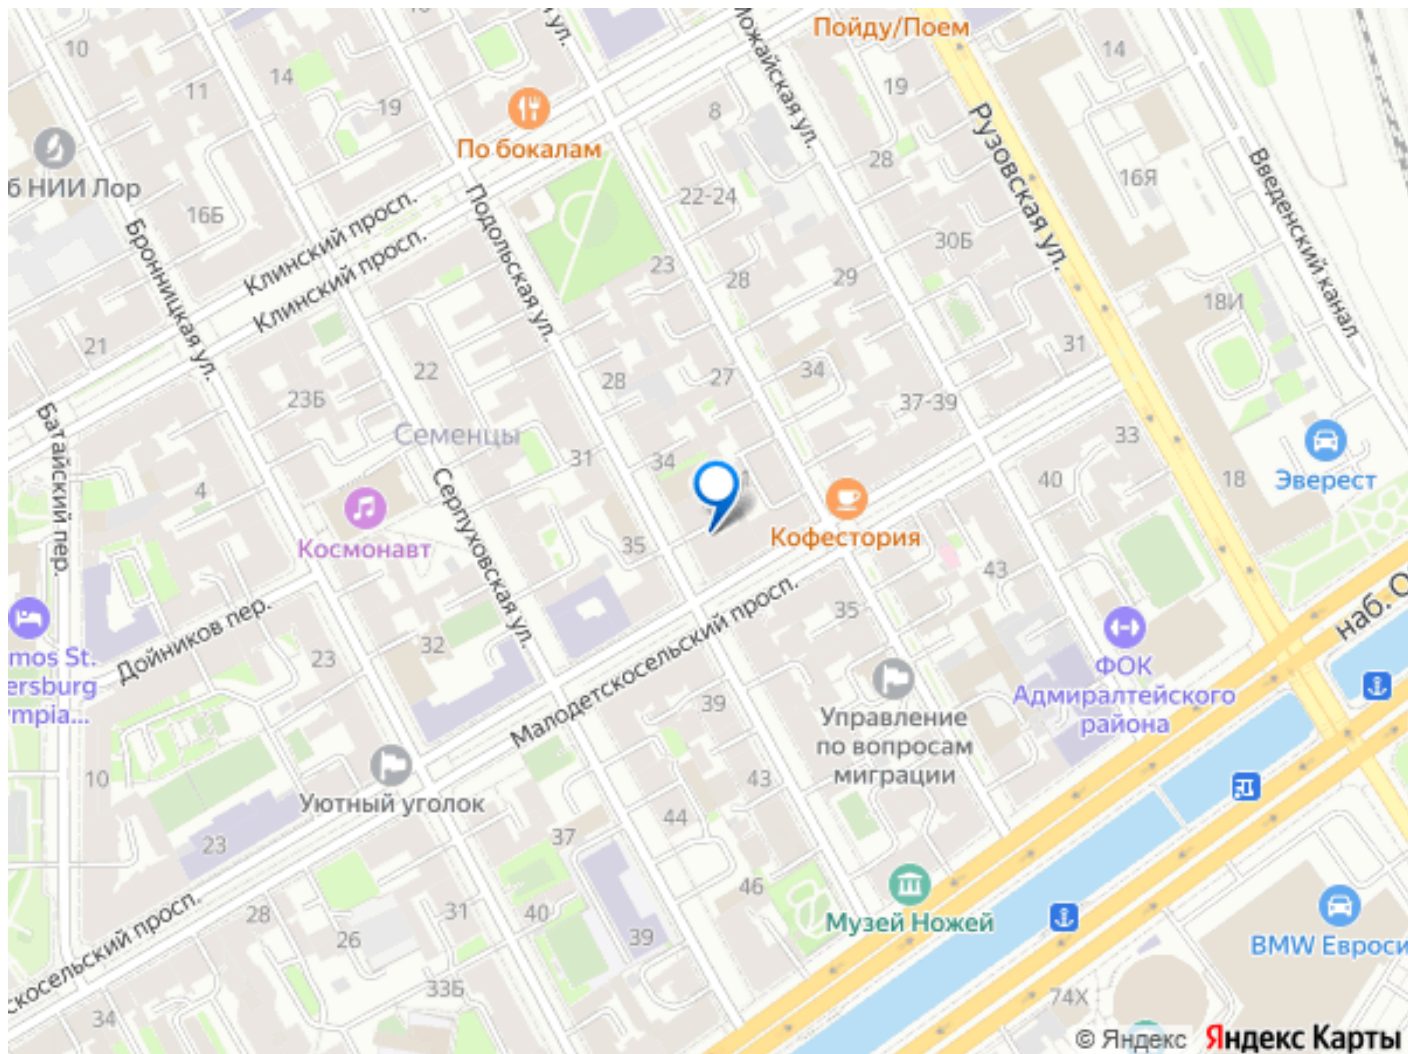 Пойду/Поем
10
14
11
14
19
19
8
По бокалам
Можайская ул.
28
б НИИ Лор
16Я
Рузовская ул.
Введенский канал
22-24
16Б
Клинский просп.
Подольская ул.
30Б
Бронницкая ул.
Клинский просп.
23
28
29
18И
21
31
22
28
27
34
23Б
37-39
Батайский пер.
Семенцы
33
Эверест
31
34
4
40
18
Космонавт
Серпуховская ул.
Кофестория
35
43
наб. О
Дойников пер.
35
mos St.
ersburg
mpia...
23
32
ФОК
Адмиралтейского
района
Малодетскосельский просп.
39
Управление
по вопросам
миграции
10
43
Уютный уголок
44
37
23
46
Музей Ножей
скосельский просп.
28
31
40
26
39
BMW Евроси
33Б
74Х
34
© Яндекс Яндекс Карты